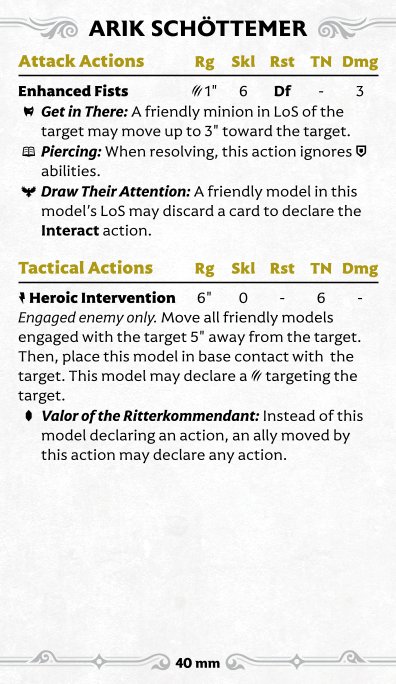 ARIK SCHÖTTEMER
Attack Actions Rg Skl Rst TN Dmg
Enhanced Fists 1" 6 Df - 3
Get in There: A friendly minion in LoS of the
target may move up to 3" toward the target.
Piercing: When resolving, this action ignores
abilities.
Draw Their Attention: A friendly model in this
model's LoS may discard a card to declare the
Interact action.
Tactical Actions Rg Skl Rst TN Dmg
Heroic Intervention 6" 0 - 6 -
Engaged enemy only. Move all friendly models
engaged with the target 5" away from the target.
Then, place this model in base contact with the
target. This model may declare a targeting the
target.
Valor of the Ritterkommendant: Instead of this
model declaring an action, an ally moved by
this action may declare any action.
40 mm